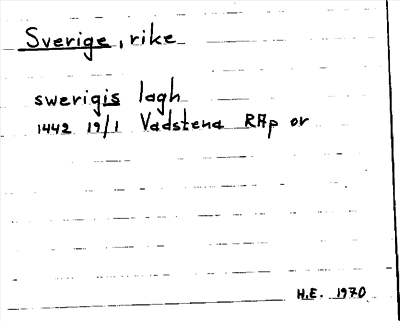 Sverige, rike
swerigis lagh
1442 19/1 Vadstena RAp or
H.E. 1970